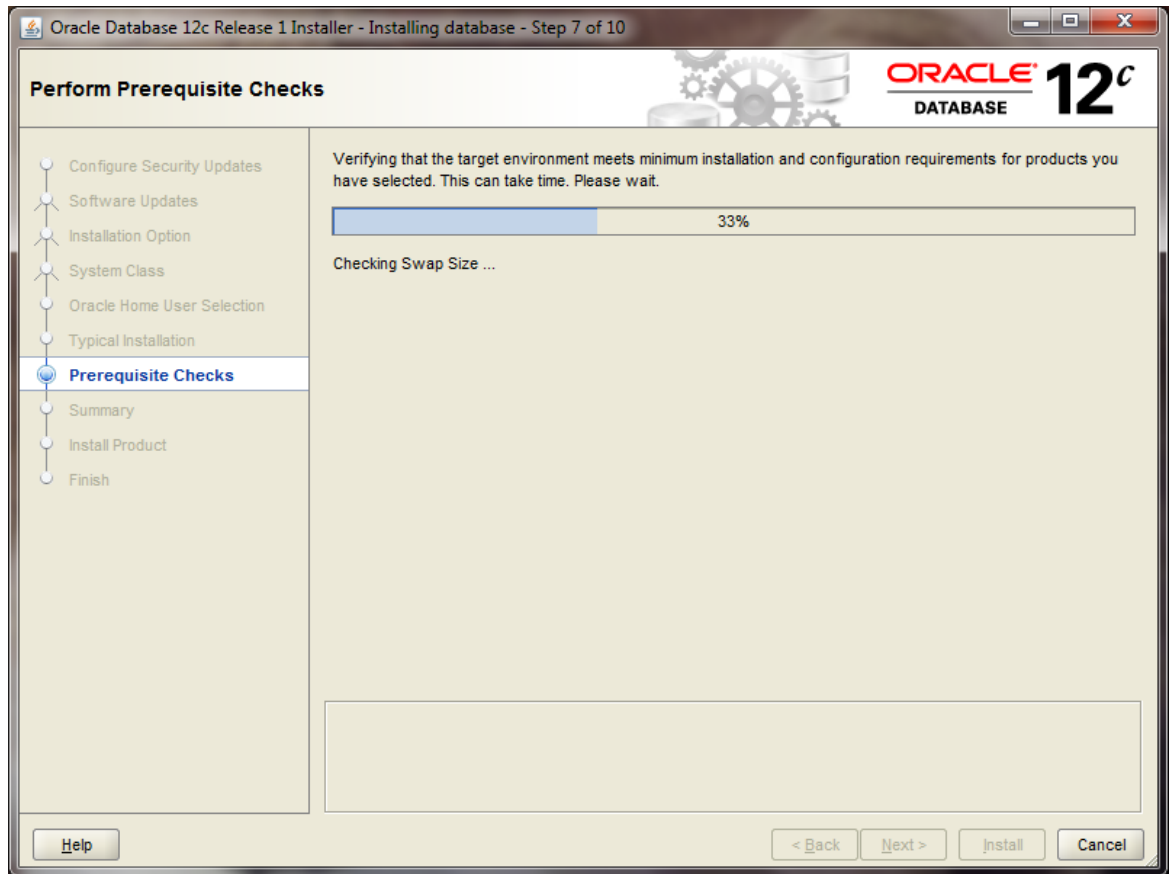 Oracle Database 12c Release 1 Installer - Installing database - Step 7 of 10
Perform Prerequisite Checks
ORACLE
DATABASE
12c
Configure Security Updates
Software Updates
Installation Option
System Class
Oracle Home User Selection
Typical Installation
Prerequisite Checks
Summary
Install Product
Finish
Verifying that the target environment meets minimum installation and configuration requirements for products you
have selected. This can take time. Please wait.
33%
Checking Swap Size ...
Help
< Back
Next >
Install
Cancel